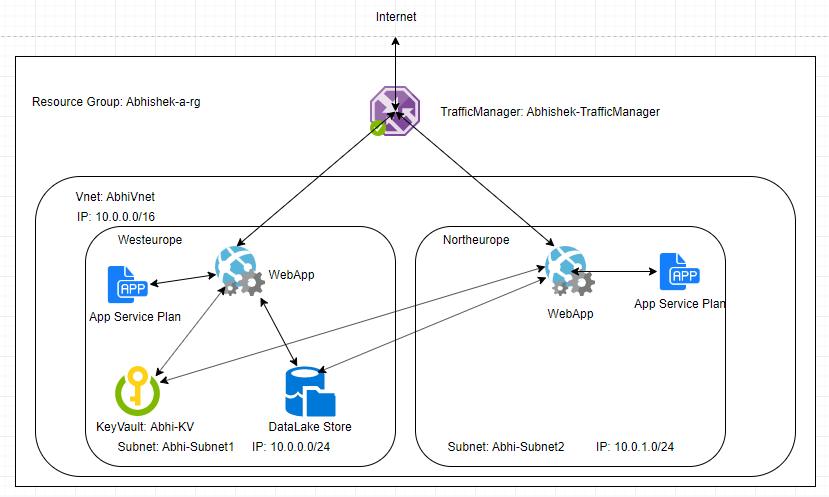 Internet
Resource Group: Abhishek-a-rg
TrafficManager: Abhishek-TrafficManager
Vnet: AbhiVnet
IP: 10.0.0.0/16
Westeurope
Northeurope
WebApp
APP
APP
App Service Plan
App Service Plan
WebApp
KeyVault: Abhi-KV
DataLake Store
Subnet: Abhi-Subnet1 IP: 10.0.0.0/24
Subnet: Abhi-Subnet2 IP: 10.0.1.0/24